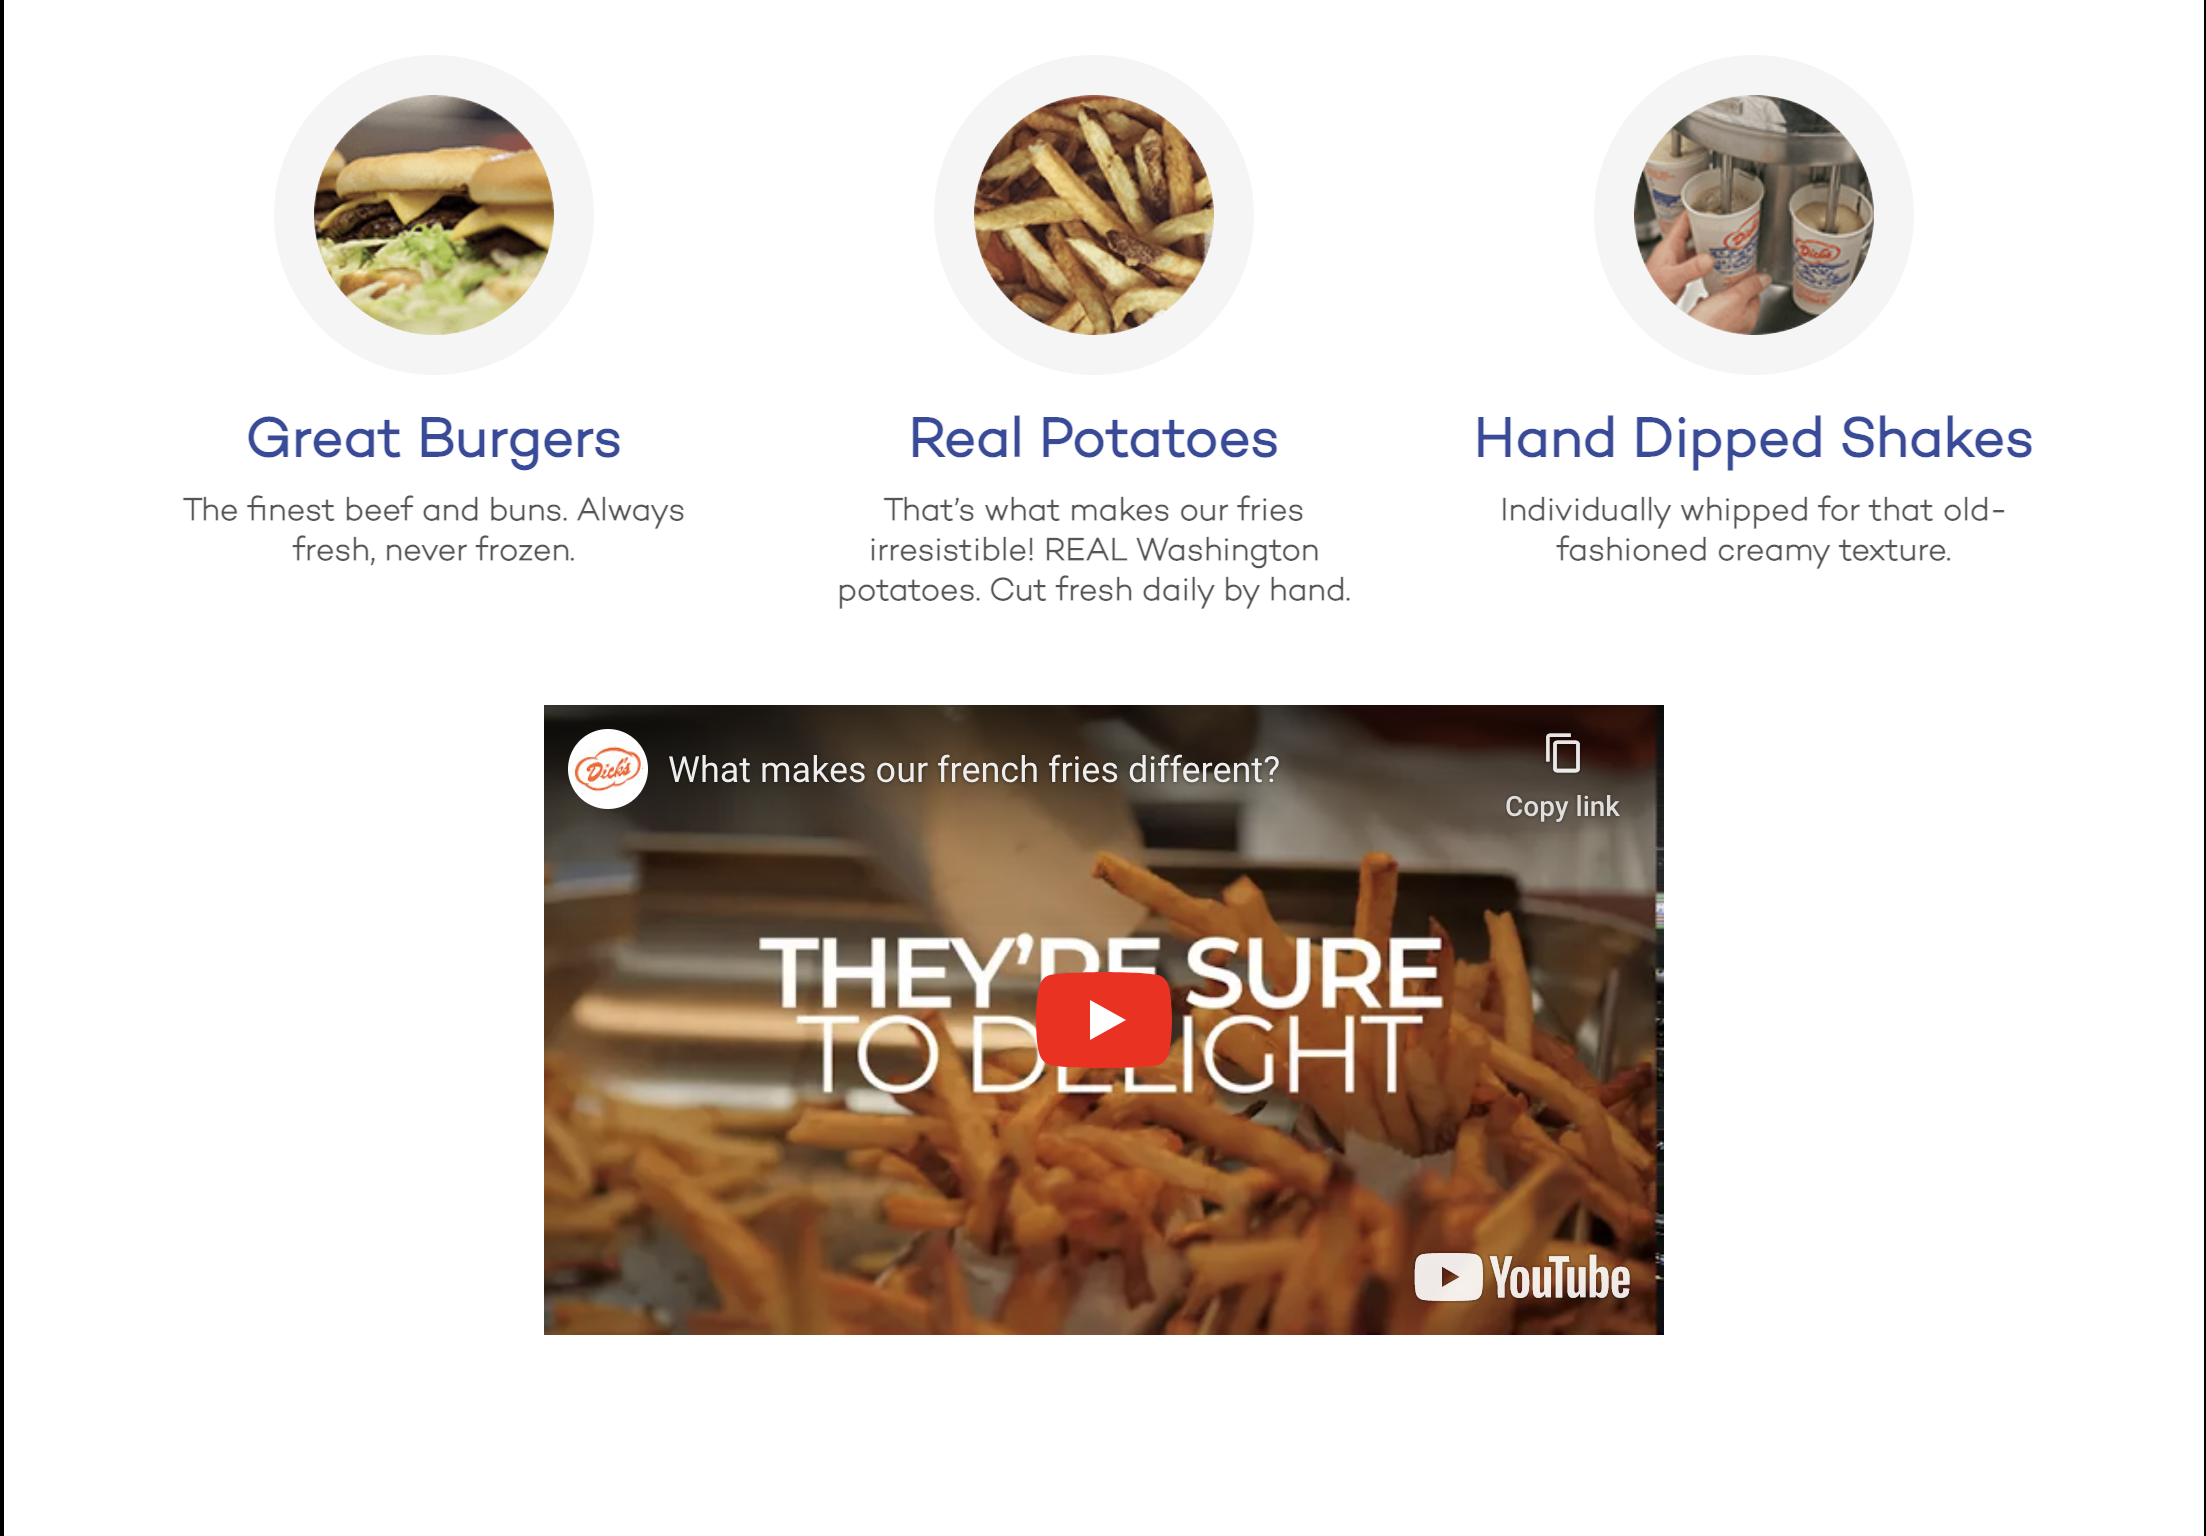 Great Burgers
The finest beef and buns. Always
fresh, never frozen.
Real Potatoes
That's what makes our fries
irresistible! REAL Washington
potatoes. Cut fresh daily by hand.
Dick's
Dick's
Hand Dipped Shakes
Individually whipped for that old-
fashioned creamy texture.
Dick's
What makes our french fries different?
Copy link
THEY'RE SURE
TO DELIGHT
YouTube